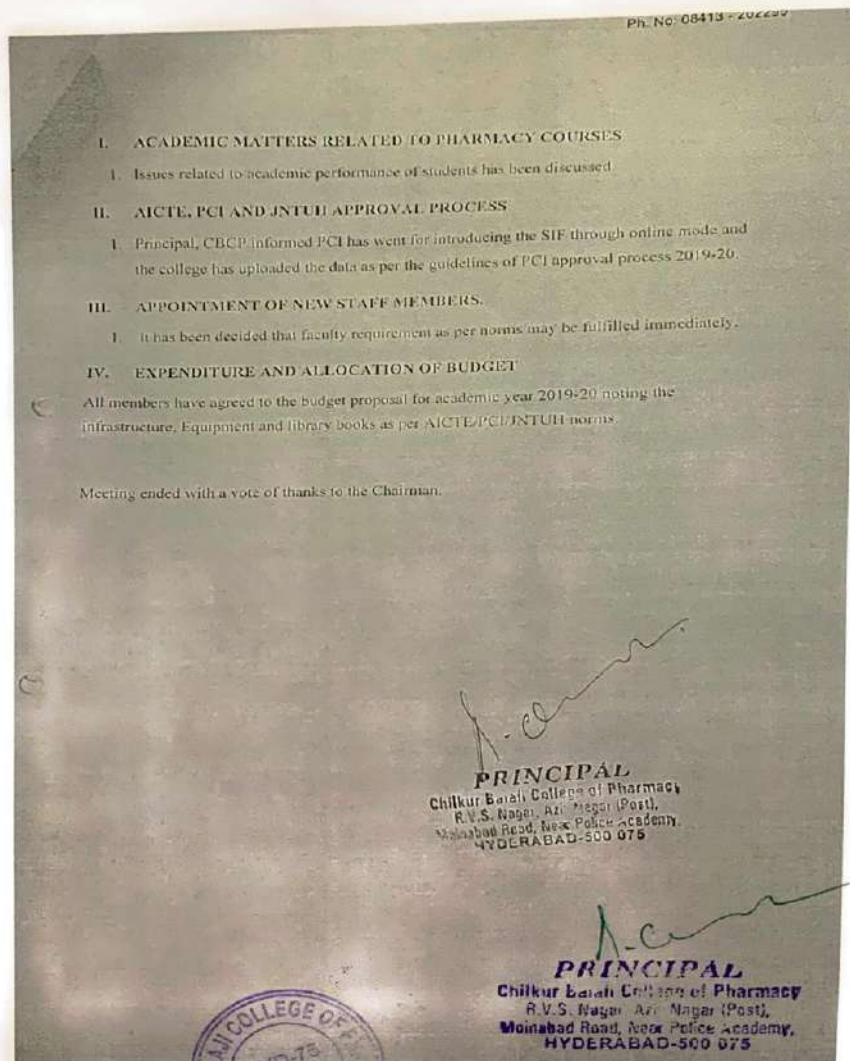 Ph. No: 08413 - 202299
I. ACADEMIC MATTERS RELATED TO PHARMACY COURSES
1. Issues related to academic performance of students has been discussed.
II. AICTE, PCI AND JNTUH APPROVAL PROCESS
1. Principal, CBCP informed PCI has went for introducing the SIF through online mode and
the college has uploaded the data as per the guidelines of PCI approval process 2019-20.
III. APPOINTMENT OF NEW STAFF MEMBERS.
1. It has been decided that faculty requirement as per norms may be fulfilled immediately.
IV. EXPENDITURE AND ALLOCATION OF BUDGET
All members have agreed to the budget proposal for academic year 2019-20 noting the
infrastructure, Equipment and library books as per AICTE/PCI/JNTUH norms.
Meeting ended with a vote of thanks to the Chairman.
PRINCIPAL
Chilkur Balaji College of Pharmacy
R.V.S. Nagar, Aziz Nagar (Post),
Moinabad Road, Near Police Academy,
HYDERABAD-500 075
PRINCIPAL
Chilkur Balaji College of Pharmacy
R.V.S. Nagar Aziz Nagar (Post),
Moinabad Road, Near Police Academy,
HYDERABAD-500 075
COLLEGE OF